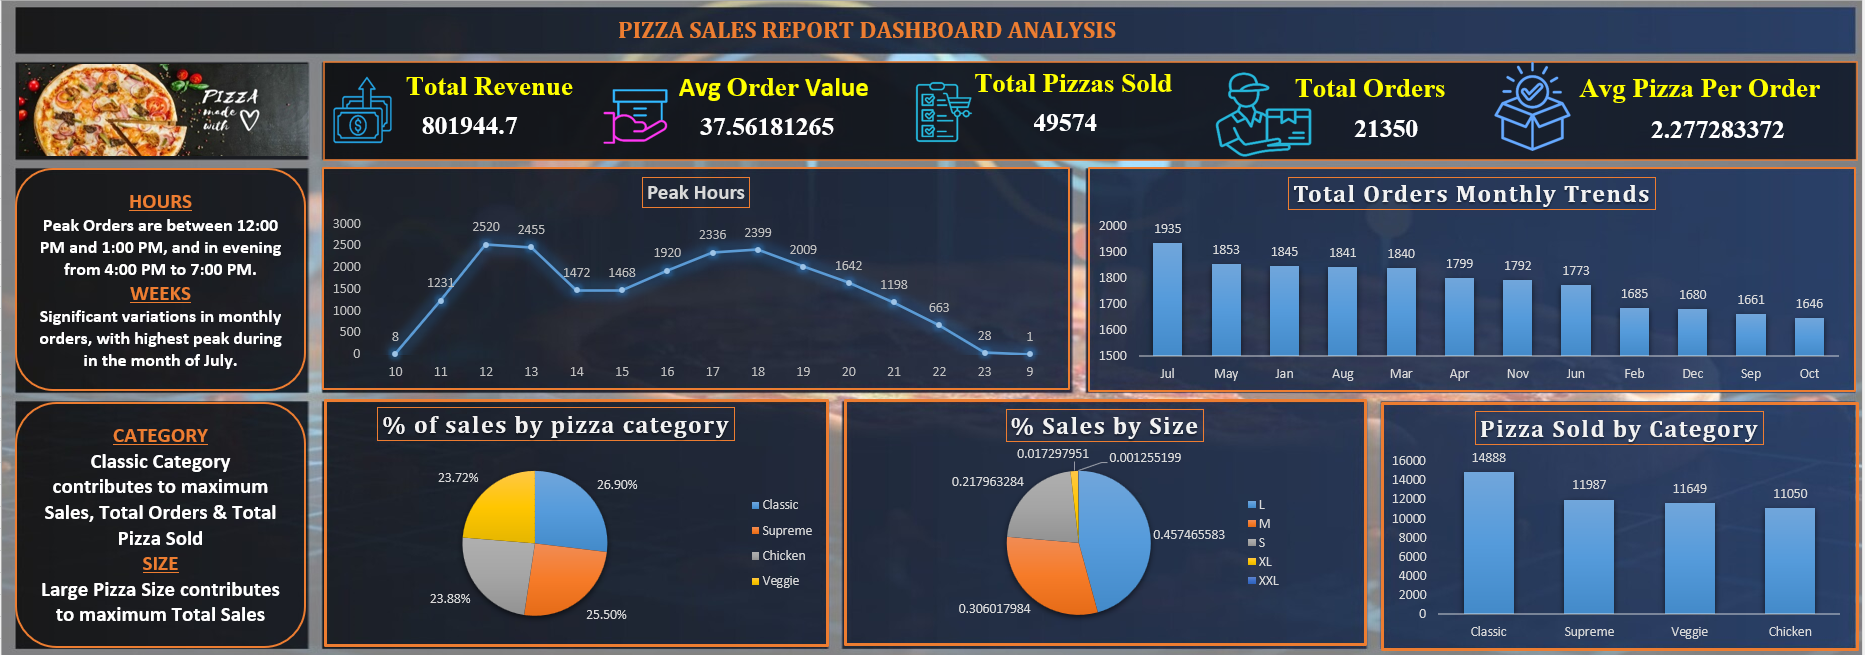 PIZZA SALES REPORT DASHBOARD ANALYSIS
PIZZA
made
with
Total Revenue
801944.7
Avg Order Value
37.56181265
Total Pizzas Sold
49574
Total Orders
21350
Avg Pizza Per Order
2.277283372
HOURS
Peak Orders are between 12:00
PM and 1:00 PM, and in evening
from 4:00 PM to 7:00 PM.
WEEKS
Significant variations in monthly
orders, with highest peak during
in the month of July.
Peak Hours
3000
2500
2000
1500
1000
500
0
8
1231
2520
2455
1472
1468
1920
2336
2399
2009
1642
1198
663
28
1
10 11 12 13 14 15 16 17 18 19 20 21 22 23 9
Total Orders Monthly Trends
2000
1900
1800
1700
1600
1500
1935
1853
1845
1841
1840
1799
1792
1773
1685
1680
1661
1646
Jul May Jan Aug Mar Apr Nov Jun Feb Dec Sep Oct
CATEGORY
Classic Category
contributes to maximum
Sales, Total Orders & Total
Pizza Sold
SIZE
Large Pizza Size contributes
to maximum Total Sales
% of sales by pizza category
23.72%
26.90%
23.88%
25.50%
Classic
Supreme
Chicken
Veggie
% Sales by Size
0.017297951
0.001255199
0.217963284
0.457465583
0.306017984
L
M
S
XL
XXL
Pizza Sold by Category
16000
14000
12000
10000
8000
6000
4000
2000
0
14888
11987
11649
11050
Classic Supreme Veggie Chicken